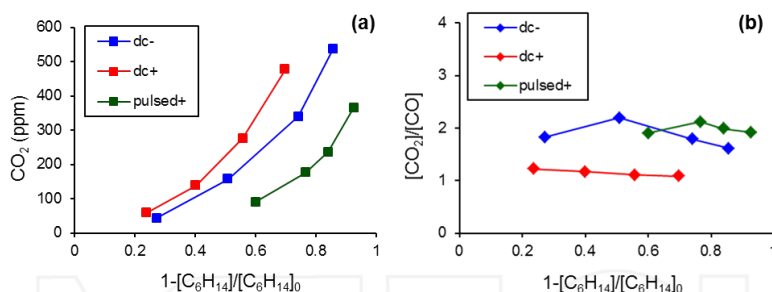 (a)
dc-
dc+
pulsed+
CO₂ (ppm)
600
500
400
300
200
100
0
0 0.2 0.4 0.6 0.8 1
1-[C₆H₁₄]/[C₆H₁₄]₀
(b)
dc-
dc+
pulsed+
[CO₂]/[CO]
4
3
2
1
0
0 0.2 0.4 0.6 0.8 1
1-[C₆H₁₄]/[C₆H₁₄]₀